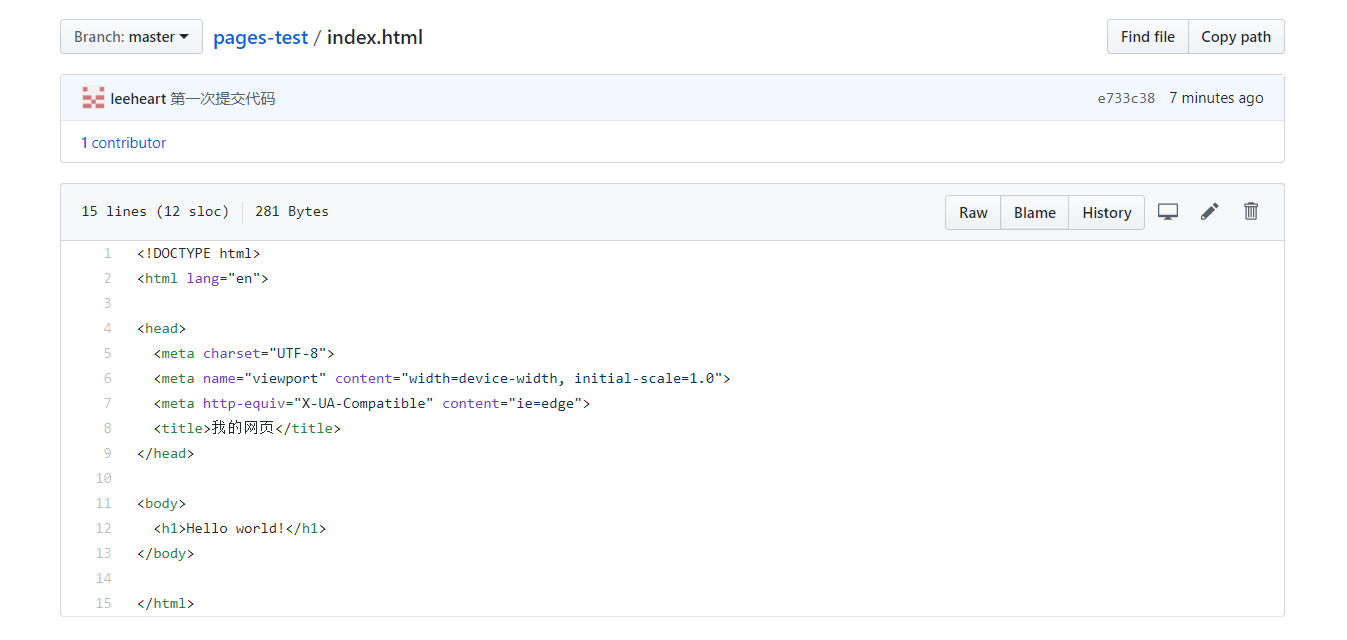 Branch: master pages-test / index.html Find file Copy path
leeheart 第一次提交代码 e733c38 7 minutes ago
1 contributor
15 lines (12 sloc) 281 Bytes Raw Blame History
1 <!DOCTYPE html>
2 <html lang="en">
3
4 <head>
5   <meta charset="UTF-8">
6   <meta name="viewport" content="width=device-width, initial-scale=1.0">
7   <meta http-equiv="X-UA-Compatible" content="ie=edge">
8   <title>我的网页</title>
9 </head>
10
11 <body>
12   <h1>Hello world!</h1>
13 </body>
14
15 </html>